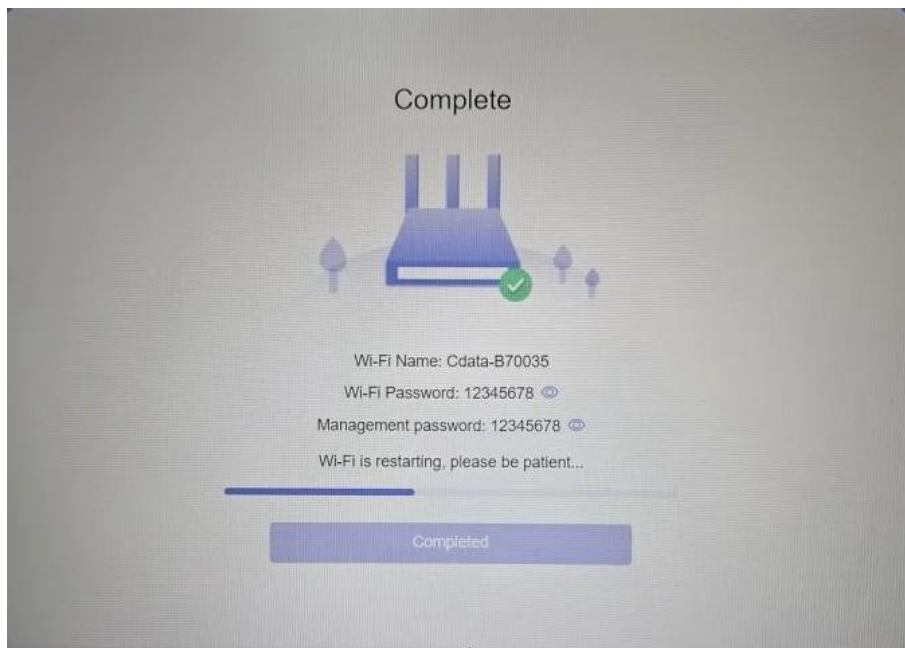 Complete
Wi-Fi Name: Cdata-B70035
Wi-Fi Password: 12345678
Management password: 12345678
Wi-Fi is restarting, please be patient...
Completed